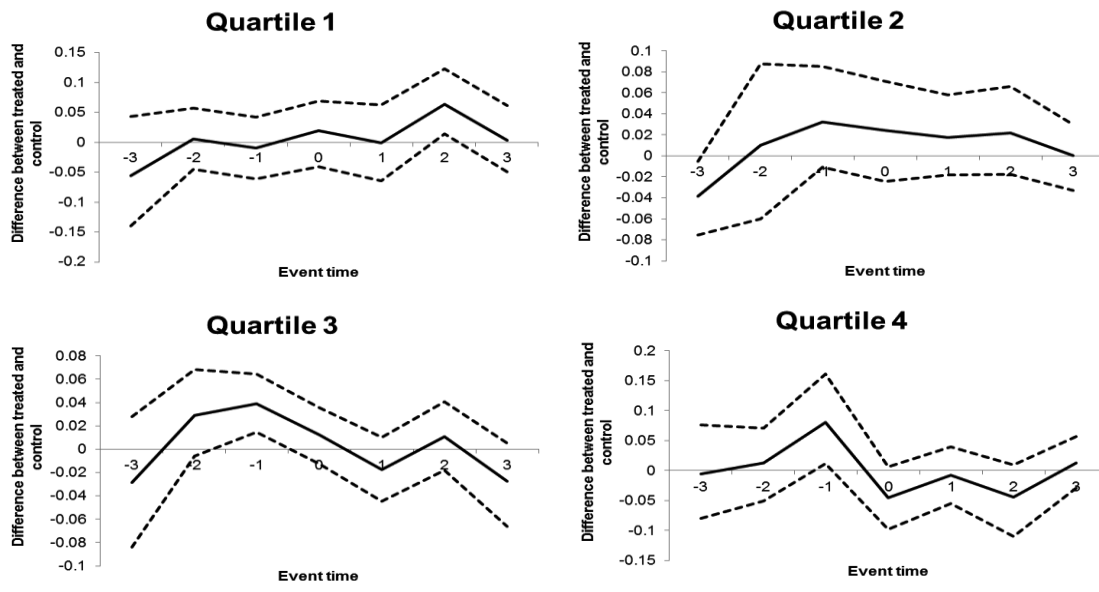 Quartile 1
Difference between treated and
control
0.15
0.1
0.05
0
-0.05
-0.1
-0.15
-0.2
-3 -2 -1 0 1 2 3
Event time
Quartile 2
Difference between treated and
control
0.1
0.08
0.06
0.04
0.02
0
-0.02
-0.04
-0.06
-0.08
-0.1
-3 -2 -1 0 1 2 3
Event time
Quartile 3
Difference between treated and
control
0.08
0.06
0.04
0.02
0
-0.02
-0.04
-0.06
-0.08
-0.1
-3 -2 -1 0 1 2 3
Event time
Quartile 4
Difference between treated and
control
0.2
0.15
0.1
0.05
0
-0.05
-0.1
-0.15
-3 -2 -1 0 1 2 3
Event time